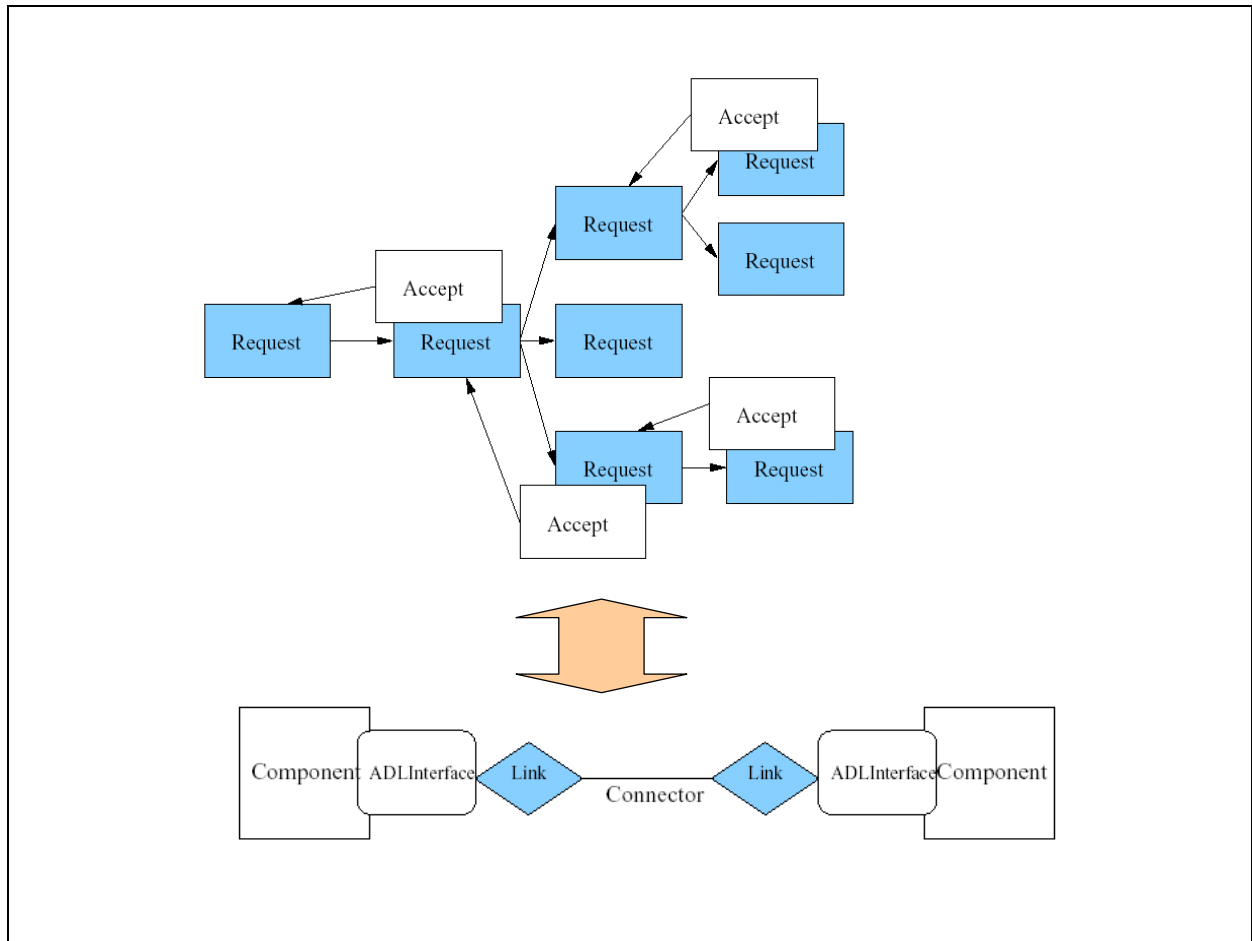 Accept
Request
Request
Request
Accept
Request
Request
Request
Accept
Request
Request
Accept
Component
ADLInterface
Link
Connector
Link
ADLInterface
Component